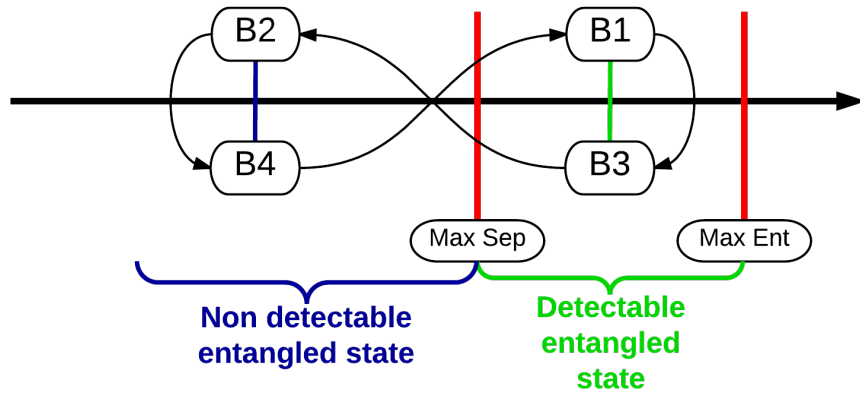 B2
B1
B4
B3
Max Sep
Max Ent
Non detectable
entangled state
Detectable
entangled
state